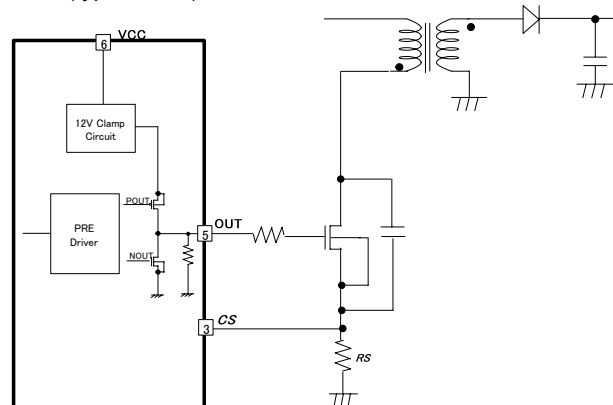 6 VCC
12V Clamp
Circuit
POUT
PRE
Driver
OUT
5
NOUT
3 CS
RS